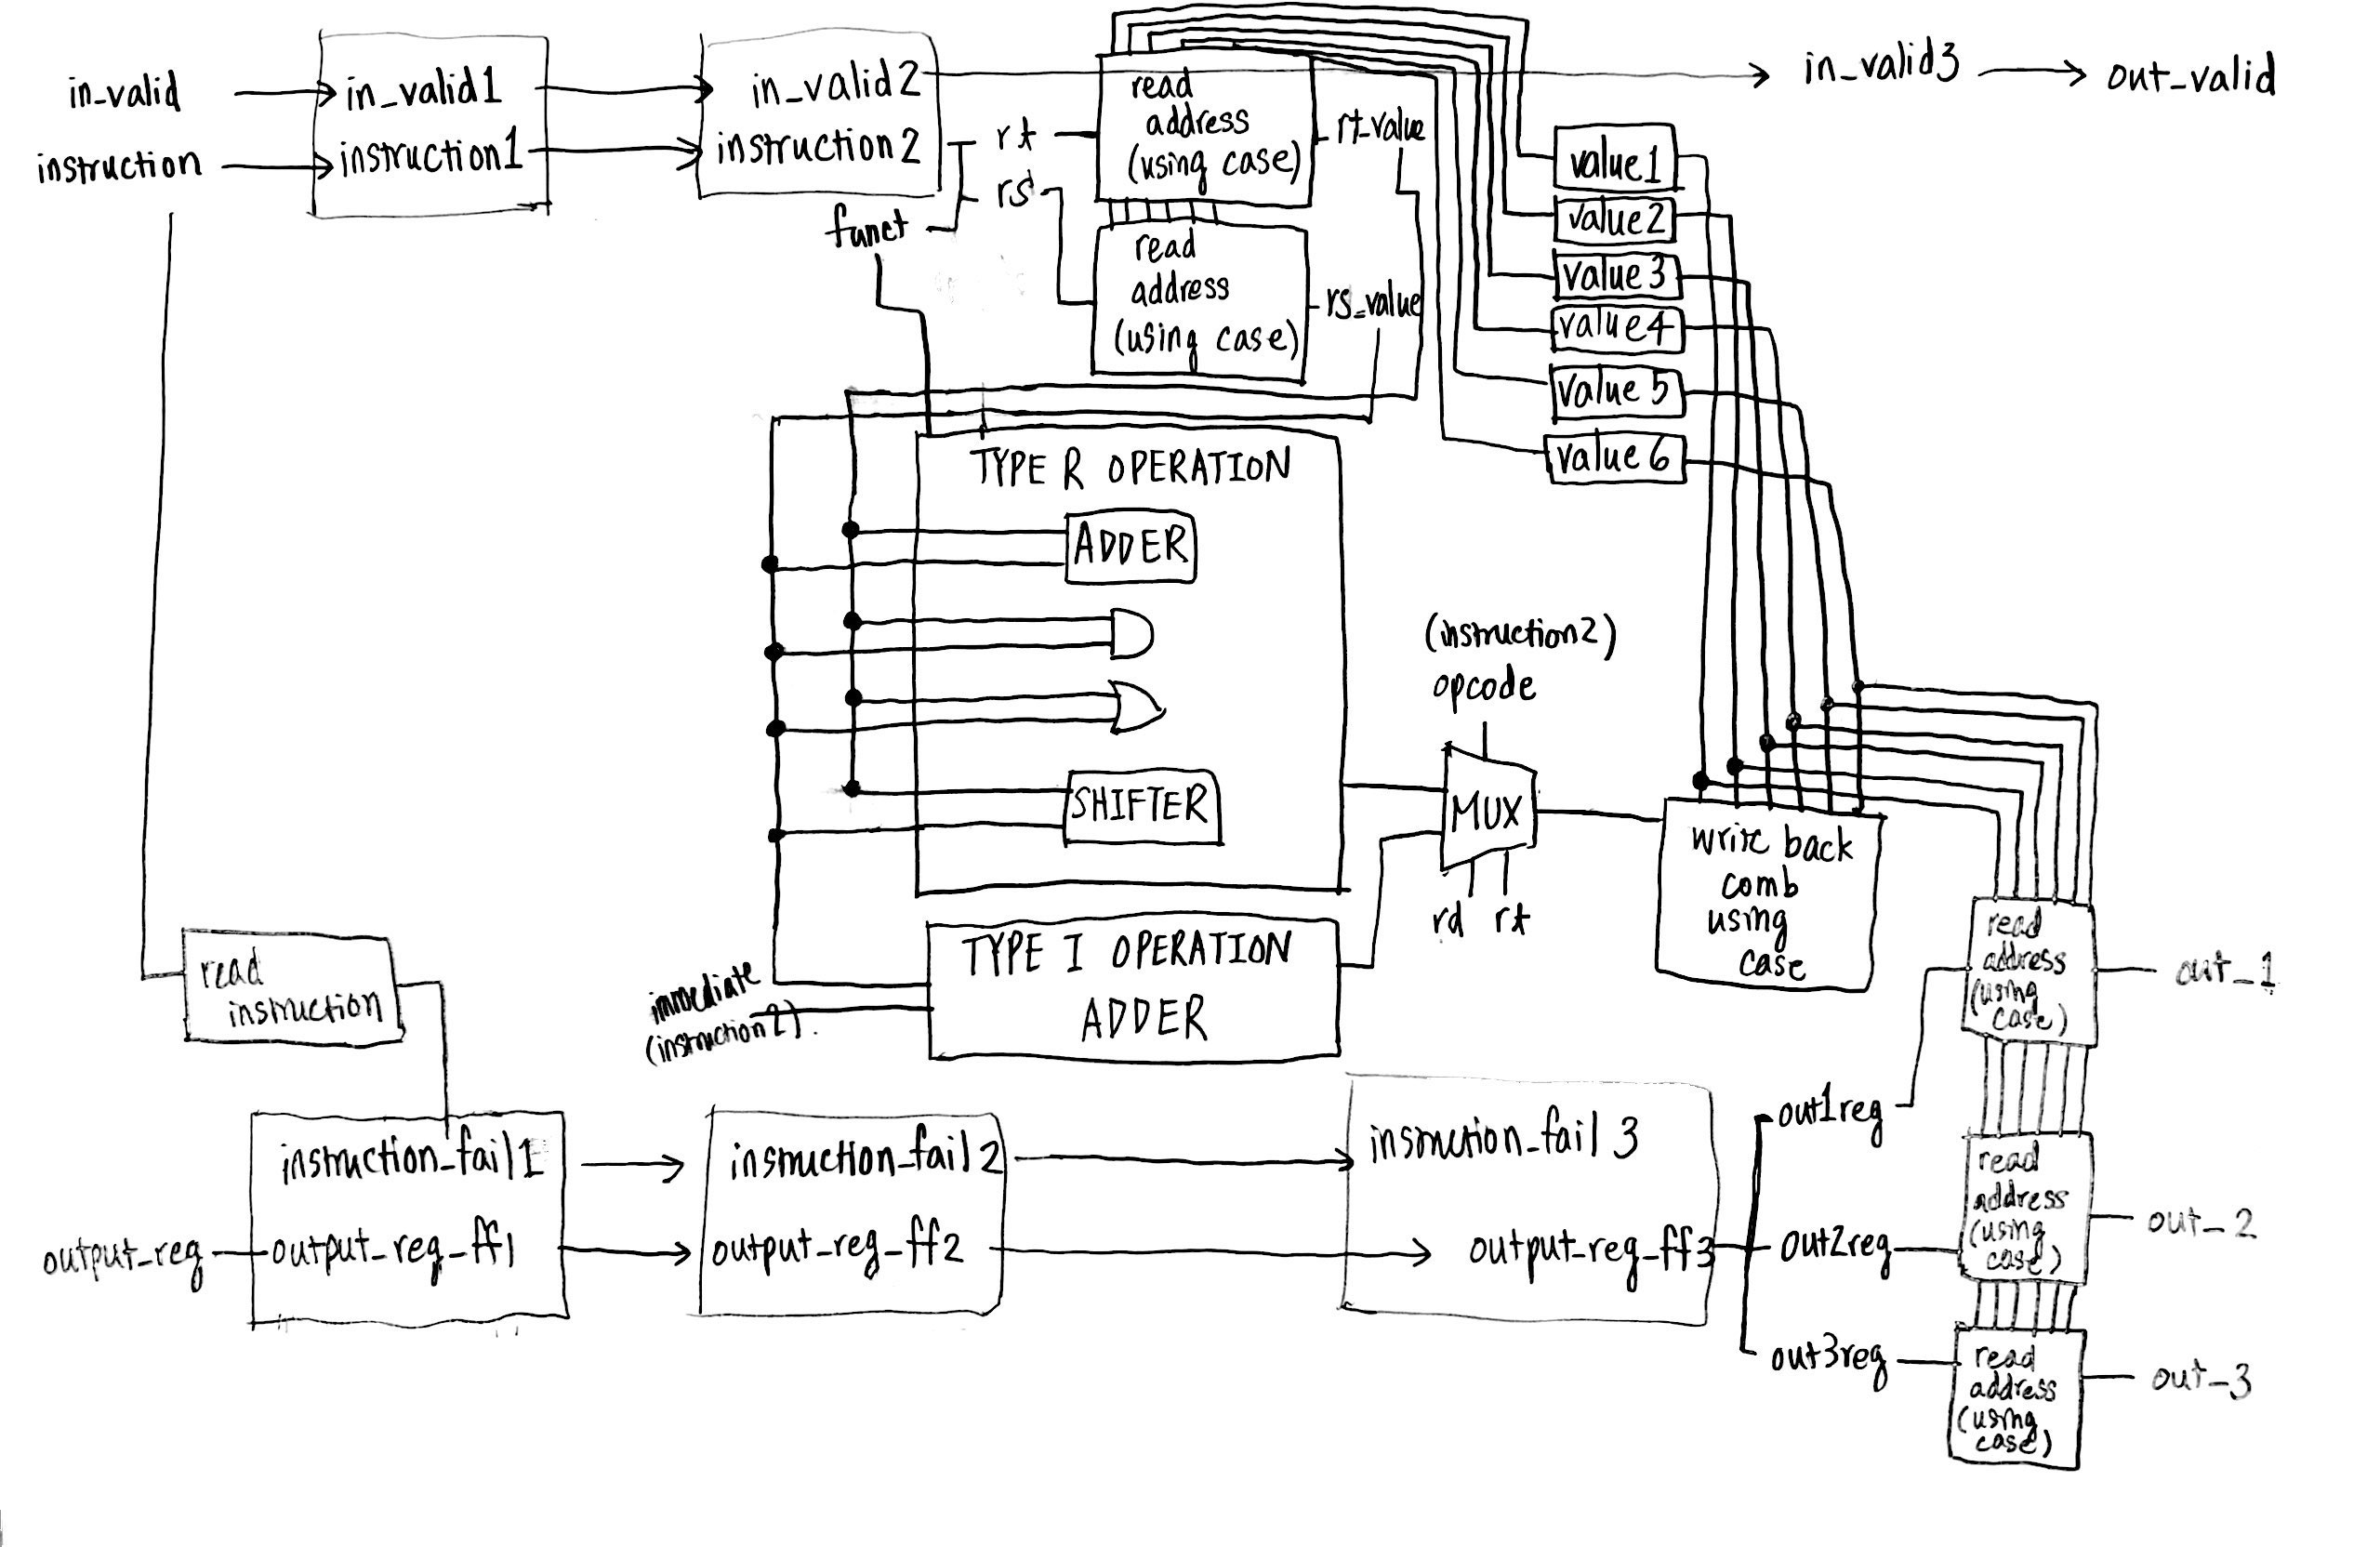 in_valid
instruction
in_valid1
instruction1
in_valid2
instruction2
rt
rs
funct
read
address
(using case)
rt_value
read
address
(using case)
rs_value
in_valid3
out_valid
value1
value2
value3
value4
value5
value6
TYPE R OPERATION
ADDER
SHIFTER
(instruction2)
opcode
MUX
rd rt
write back
comb
using
case
TYPE I OPERATION
ADDER
immediate
(instruction2).
read
instruction
instruction_fail1
output_reg
output_reg_ff1
instruction_fail2
output_reg_ff2
instruction_fail 3
output_reg_ff3
out1reg
out2reg
out3reg
read
address
(using
case)
out_1
read
address
(using
case)
out_2
read
address
(using
case)
out_3